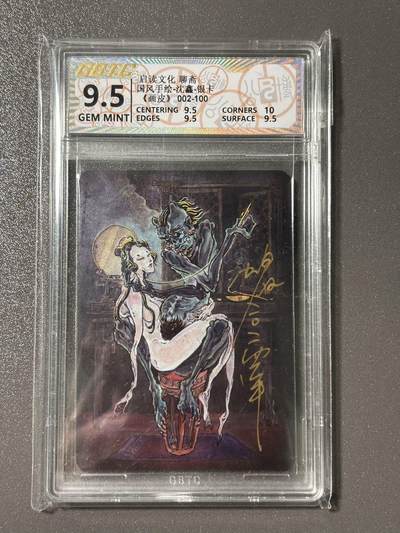 GBTC
启读文化 聊斋
国风手绘-沈鑫-银卡
《画皮》 002-100
9.5
GEM MINT
CENTERING 9.5 CORNERS 10
EDGES 9.5 SURFACE 9.5
GBTC